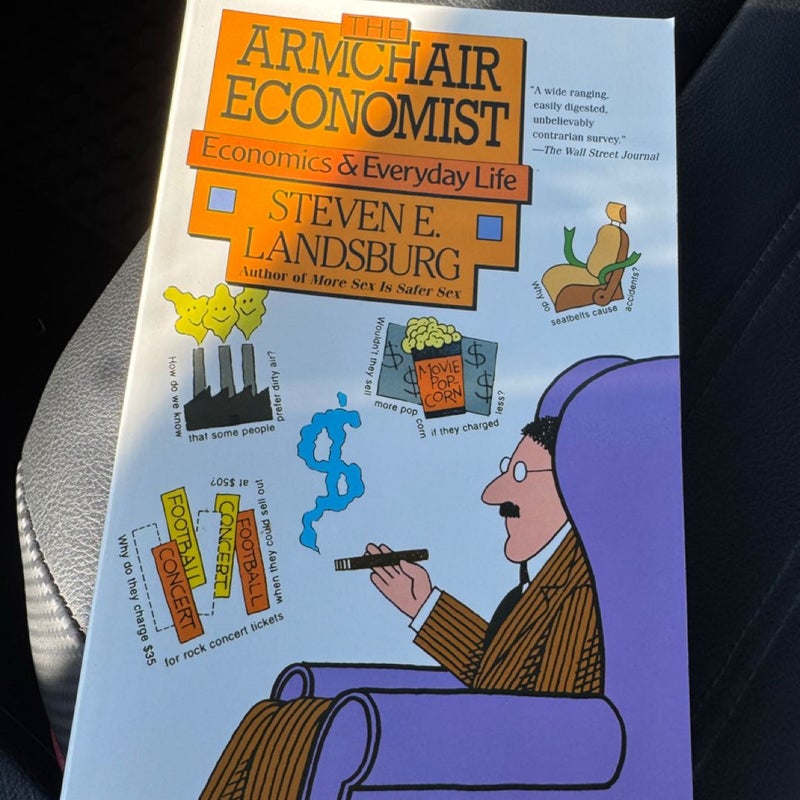 THE
ARMCHAIR
ECONOMIST
Economics & Everyday Life
STEVEN E.
LANDSBURG
Author of More Sex Is Safer Sex
"A wide ranging,
easily digested,
unbelievably
contrarian survey."
—The Wall Street Journal
Why do
seatbelts cause
accidents?
How do we know
that some people
prefer dirty air?
Wouldn't they sell
more pop corn
if they charged
less?
MOVIE
POP-
CORN
$
$
$
$
Why do they charge $35
for rock concert tickets
when they could sell out
at $50?
FOOTBALL
CONCERT
CONCERT
FOOTBALL